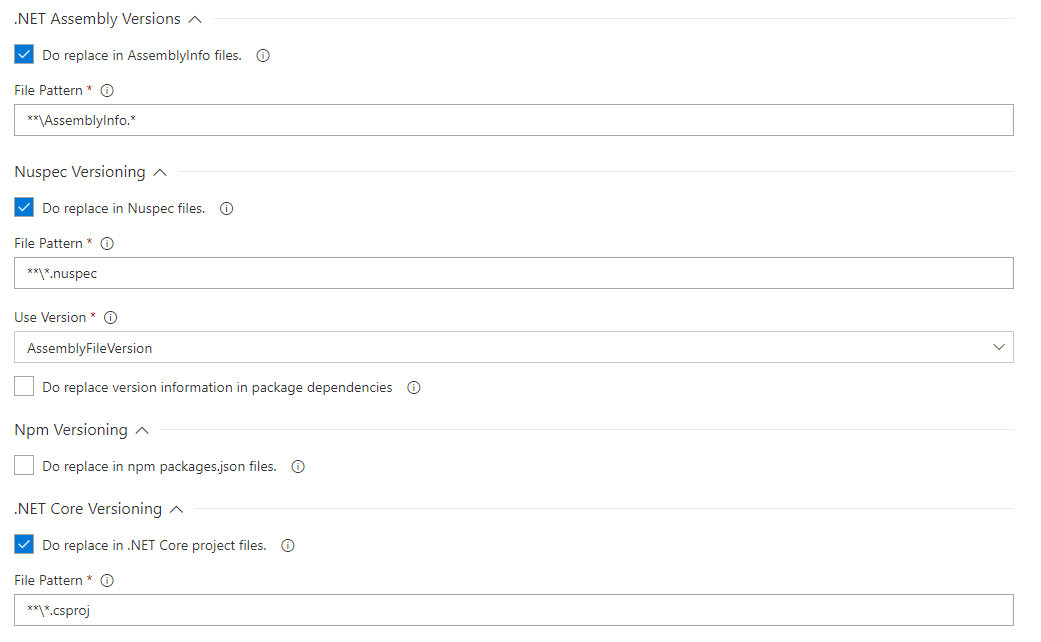 .NET Assembly Versions
Do replace in AssemblyInfo files.
File Pattern *
**\AssemblyInfo.*
Nuspec Versioning
Do replace in Nuspec files.
File Pattern *
**\*.nuspec
Use Version *
AssemblyFileVersion
Do replace version information in package dependencies
Npm Versioning
Do replace in npm packages.json files.
.NET Core Versioning
Do replace in .NET Core project files.
File Pattern *
**\*.csproj